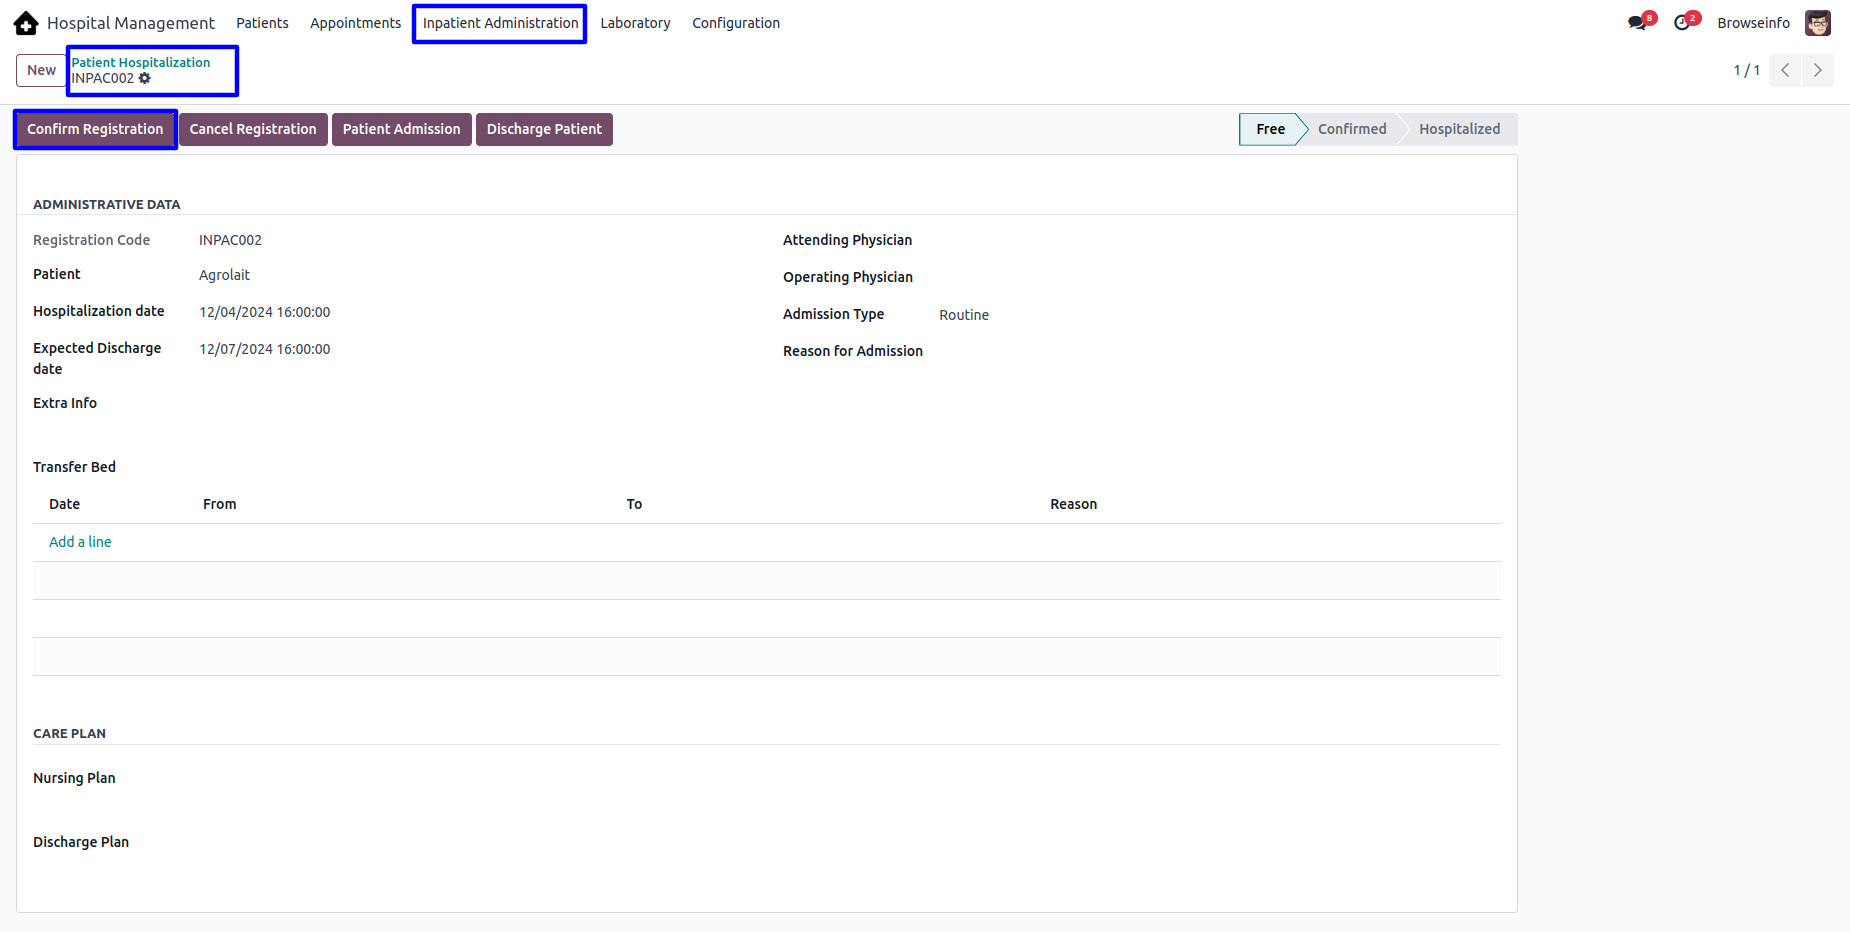 Hospital Management Patients Appointments Inpatient Administration Laboratory Configuration 8 2 Browseinfo
New
Patient Hospitalization
INPAC002
1 / 1
Confirm Registration Cancel Registration Patient Admission Discharge Patient Free Confirmed Hospitalized
ADMINISTRATIVE DATA
Registration Code INPAC002
Patient Agrolait
Hospitalization date 12/04/2024 16:00:00
Expected Discharge date 12/07/2024 16:00:00
Extra Info
Attending Physician
Operating Physician
Admission Type Routine
Reason for Admission
Transfer Bed
Date From To Reason
Add a line
CARE PLAN
Nursing Plan
Discharge Plan